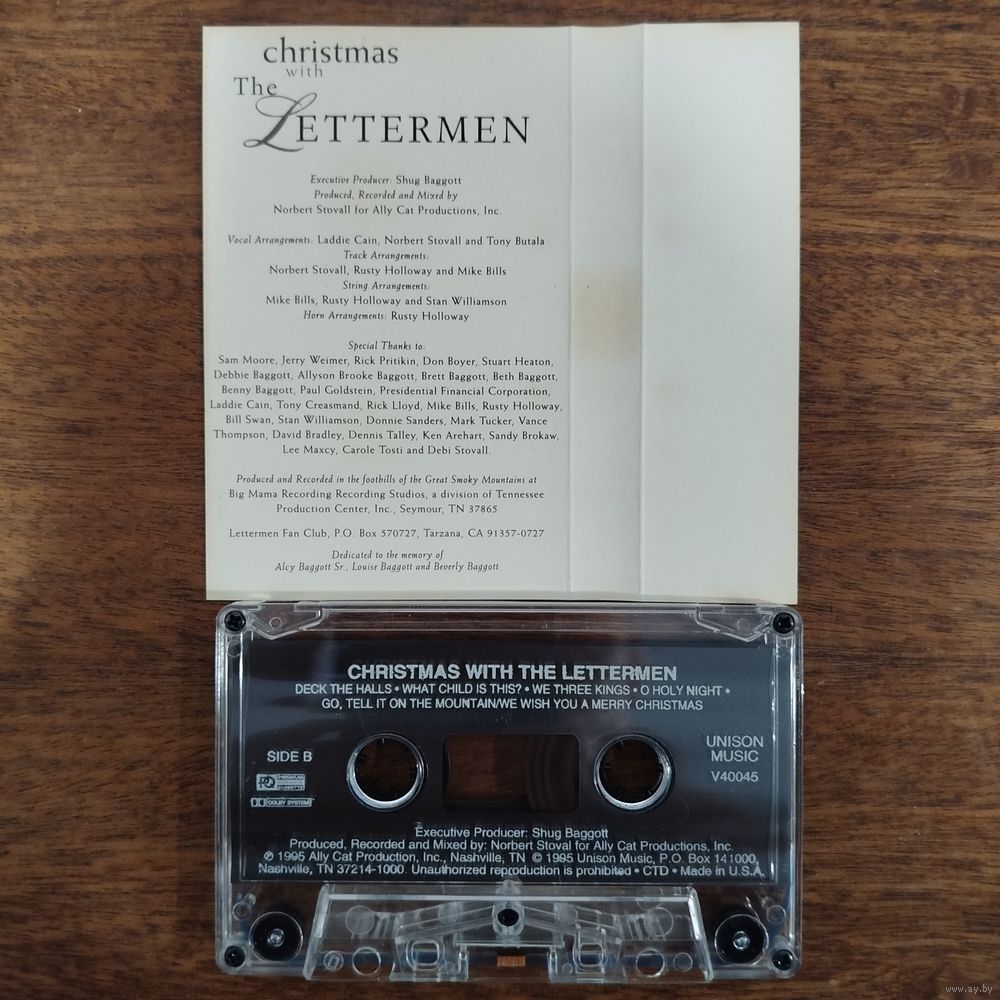 christmas
with
The
LETTERMEN
Executive Producer: Shug Baggott
Produced, Recorded and Mixed by
Norbert Stovall for Ally Cat Productions, Inc.
Vocal Arrangements: Laddie Cain, Norbert Stovall and Tony Butala
Track Arrangements:
Norbert Stovall, Rusty Holloway and Mike Bills
String Arrangements:
Mike Bills, Rusty Holloway and Stan Williamson
Horn Arrangements: Rusty Holloway
Special Thanks to:
Sam Moore, Jerry Weimer, Rick Pritikin, Don Boyer, Stuart Heaton,
Debbie Baggott, Allyson Brooke Baggott, Brett Baggott, Beth Baggott,
Benny Baggott, Paul Goldstein, Presidential Financial Corporation,
Laddie Cain, Tony Creasmand, Rick Lloyd, Mike Bills, Rusty Holloway,
Bill Swan, Stan Williamson, Donnie Sanders, Mark Tucker, Vance
Thompson, David Bradley, Dennis Talley, Ken Arehart, Sandy Brokaw,
Lee Maxcy, Carole Tosti and Debi Stovall.
Produced and Recorded in the foothills of the Great Smoky Mountains at
Big Mama Recording Recording Studios, a division of Tennessee
Production Center, Inc., Seymour, TN 37865
Lettermen Fan Club, P.O. Box 570727, Tarzana, CA 91357-0727
Dedicated to the memory of
Alcy Baggott Sr., Louise Baggott and Beverly Baggott
CHRISTMAS WITH THE LETTERMEN
DECK THE HALLS • WHAT CHILD IS THIS? • WE THREE KINGS • O HOLY NIGHT •
GO, TELL IT ON THE MOUNTAIN/WE WISH YOU A MERRY CHRISTMAS
SIDE B
UNISON
MUSIC
V40045
PREMIUM
CASSETTE
DOLBY SYSTEM
Executive Producer: Shug Baggott
Produced, Recorded and Mixed by: Norbert Stoval for Ally Cat Productions, Inc.
℗ 1995 Ally Cat Production, Inc., Nashville, TN © 1995 Unison Music, P.O. Box 141000,
Nashville, TN 37214-1000. Unauthorized reproduction is prohibited • CTD • Made in U.S.A.
www.ay.by